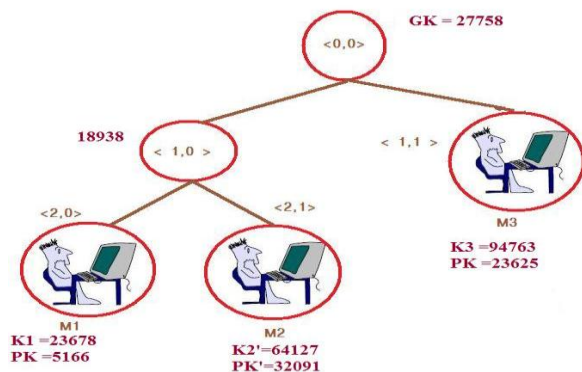 GK = 27758
<0,0>
18938
< 1,0 >
< 1,1 >
M3
K3 =94763
PK =23625
<2,0>
<2,1>
M1
K1 =23678
PK =5166
M2
K2'=64127
PK'=32091